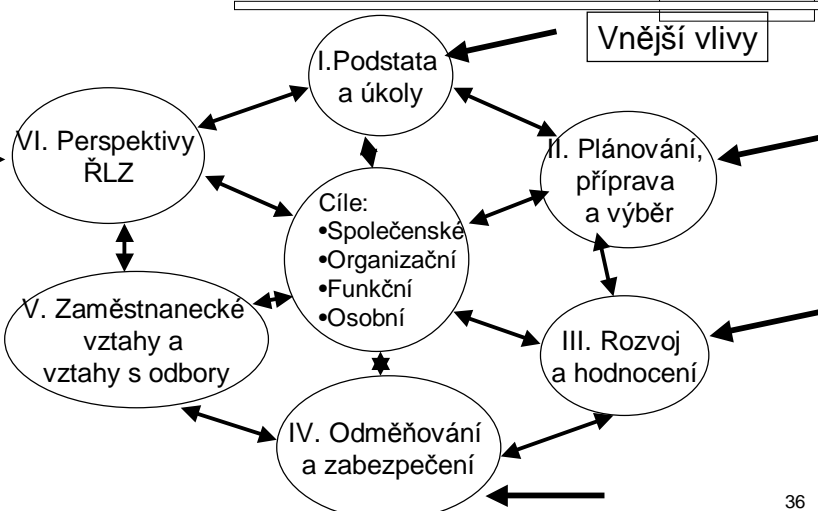 Vnější vlivy
I.Podstata
a úkoly
VI. Perspektivy
ŘLZ
II. Plánování,
příprava
a výběr
Cíle:
•Společenské
•Organizační
•Funkční
•Osobní
V. Zaměstnanecké
vztahy a
vztahy s odbory
III. Rozvoj
a hodnocení
IV. Odměňování
a zabezpečení
36